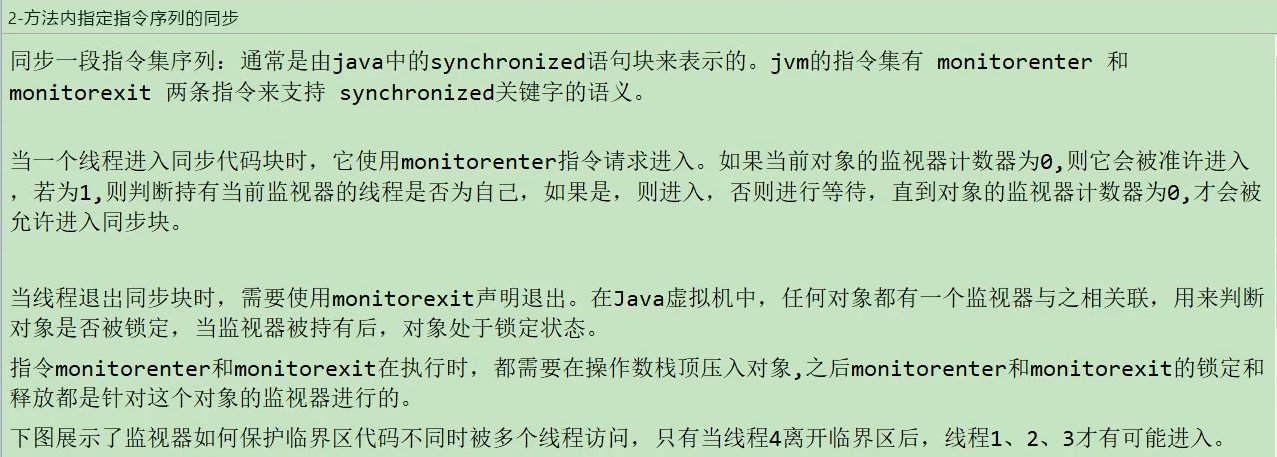 2-方法内指定指令序列的同步
同步一段指令集序列：通常是由java中的synchronized语句块来表示的。jvm的指令集有 monitorenter 和
monitorexit 两条指令来支持 synchronized关键字的语义。
当一个线程进入同步代码块时，它使用monitorenter指令请求进入。如果当前对象的监视器计数器为0,则它会被准许进入
，若为1,则判断持有当前监视器的线程是否为自己，如果是，则进入，否则进行等待，直到对象的监视器计数器为0,才会被
允许进入同步块。
当线程退出同步块时，需要使用monitorexit声明退出。在Java虚拟机中，任何对象都有一个监视器与之相关联，用来判断
对象是否被锁定，当监视器被持有后，对象处于锁定状态。
指令monitorenter和monitorexit在执行时，都需要在操作数栈顶压入对象,之后monitorenter和monitorexit的锁定和
释放都是针对这个对象的监视器进行的。
下图展示了监视器如何保护临界区代码不同时被多个线程访问，只有当线程4离开临界区后，线程1、2、3才有可能进入。